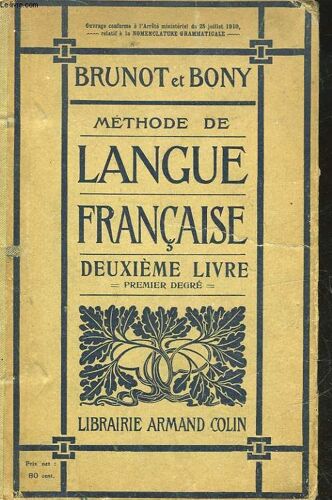 Ouvrage conforme à l'Arrêté ministériel du 25 juillet 1910,
relatif à la NOMENCLATURE GRAMMATICALE
BRUNOT et BONY
MÉTHODE DE
LANGUE
FRANÇAISE
DEUXIÈME LIVRE
= PREMIER DEGRÉ =
LIBRAIRIE ARMAND COLIN
Prix net :
80 cent.